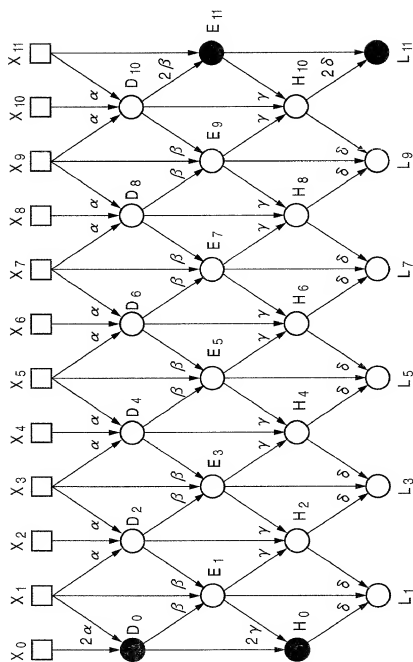 X0 X1 X2 X3 X4 X5 X6 X7 X8 X9 X10 X11
2α α α α α α α α α α α
D0 D2 D4 D6 D8 D10
β β β β β β β β β β 2β
E1 E3 E5 E7 E9 E11
2γ γ γ γ γ γ γ γ γ γ γ
H0 H2 H4 H6 H8 H10
δ δ δ δ δ δ δ δ δ δ 2δ
L1 L3 L5 L7 L9 L11